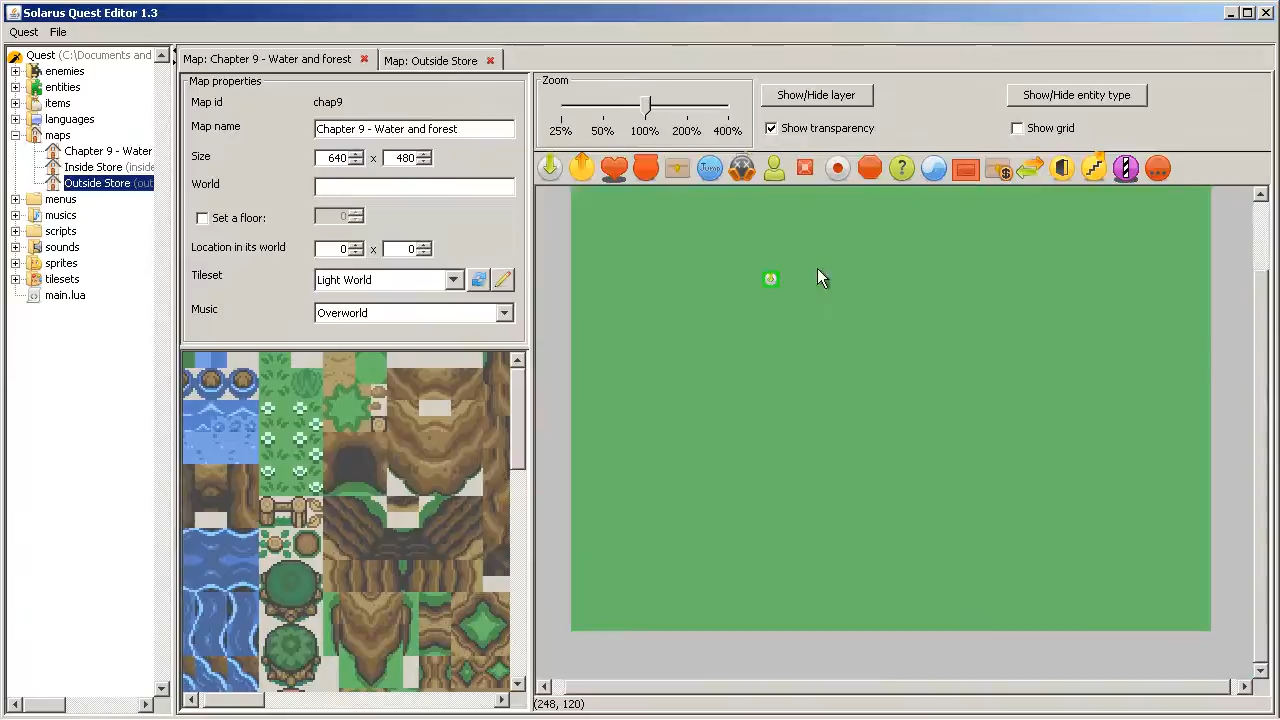 Solarus Quest Editor 1.3
Quest File
Quest (C:\Documents and
enemies
entities
items
languages
maps
Chapter 9 - Water
Inside Store (inside
Outside Store (out
menus
musics
scripts
sounds
sprites
tilesets
main.lua
Map: Chapter 9 - Water and forest
Map: Outside Store
Map properties
Map id chap9
Map name Chapter 9 - Water and forest
Size 640 x 480
World
Set a floor: 0
Location in its world 0 x 0
Tileset Light World
Music Overworld
Zoom
25% 50% 100% 200% 400%
Show/Hide layer
Show/Hide entity type
Show transparency
Show grid
Jump
?
$
...
(248, 120)